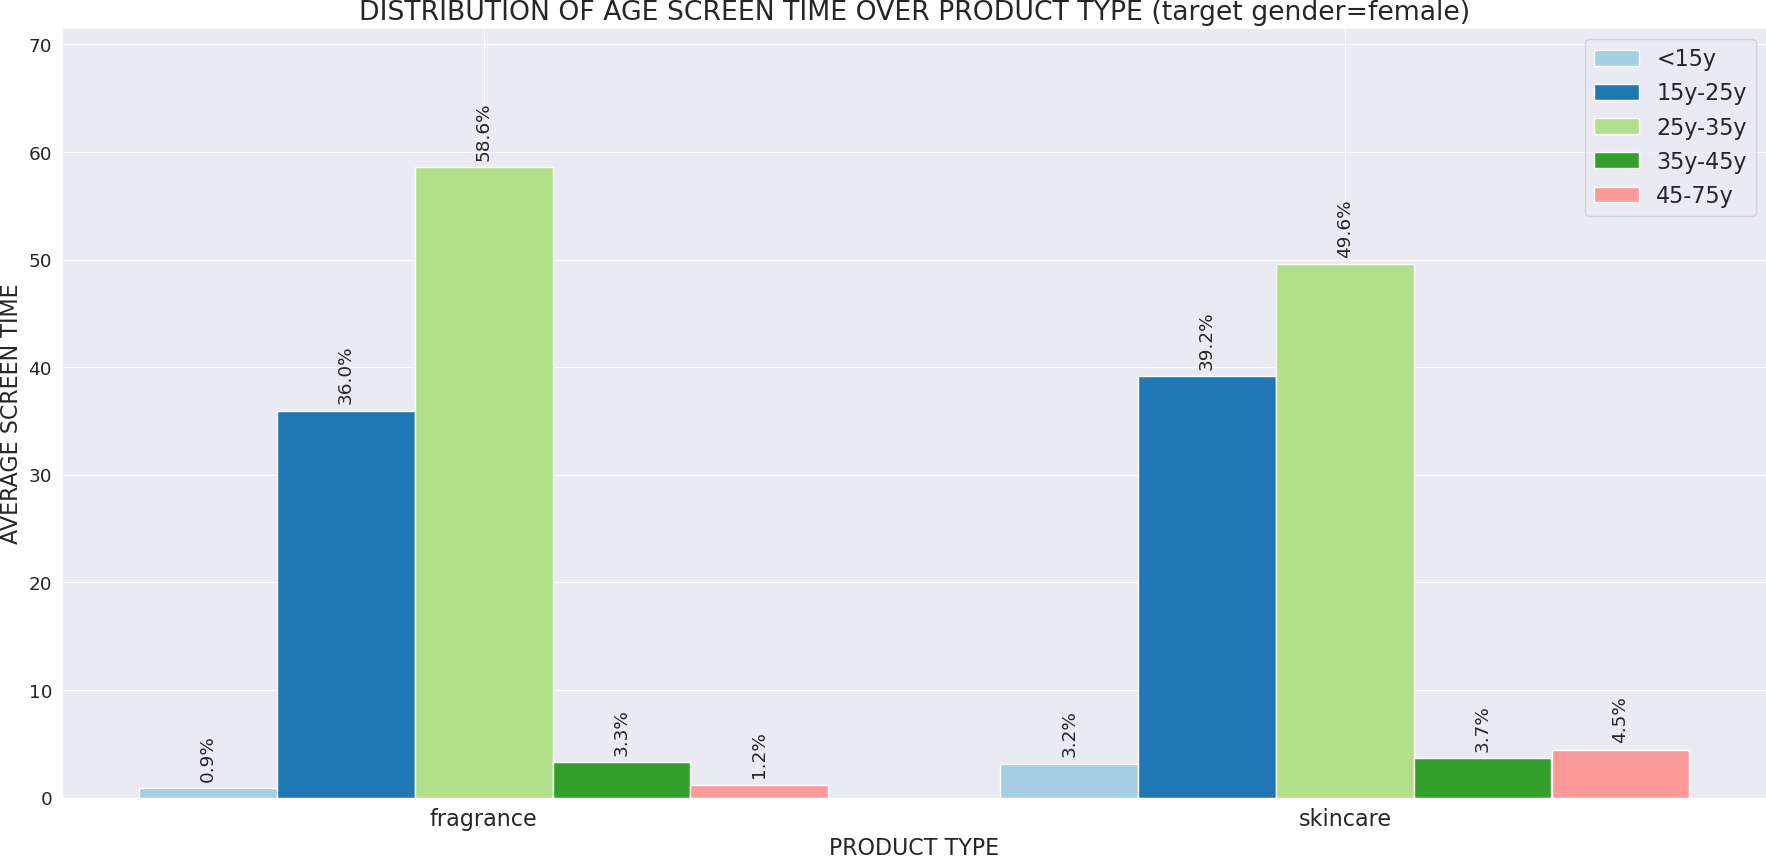 DISTRIBUTION OF AGE SCREEN TIME OVER PRODUCT TYPE (target gender=female)
AVERAGE SCREEN TIME
70
60
50
40
30
20
10
0
0.9%
36.0%
58.6%
3.3%
1.2%
3.2%
39.2%
49.6%
3.7%
4.5%
<15y
15y-25y
25y-35y
35y-45y
45-75y
fragrance
skincare
PRODUCT TYPE